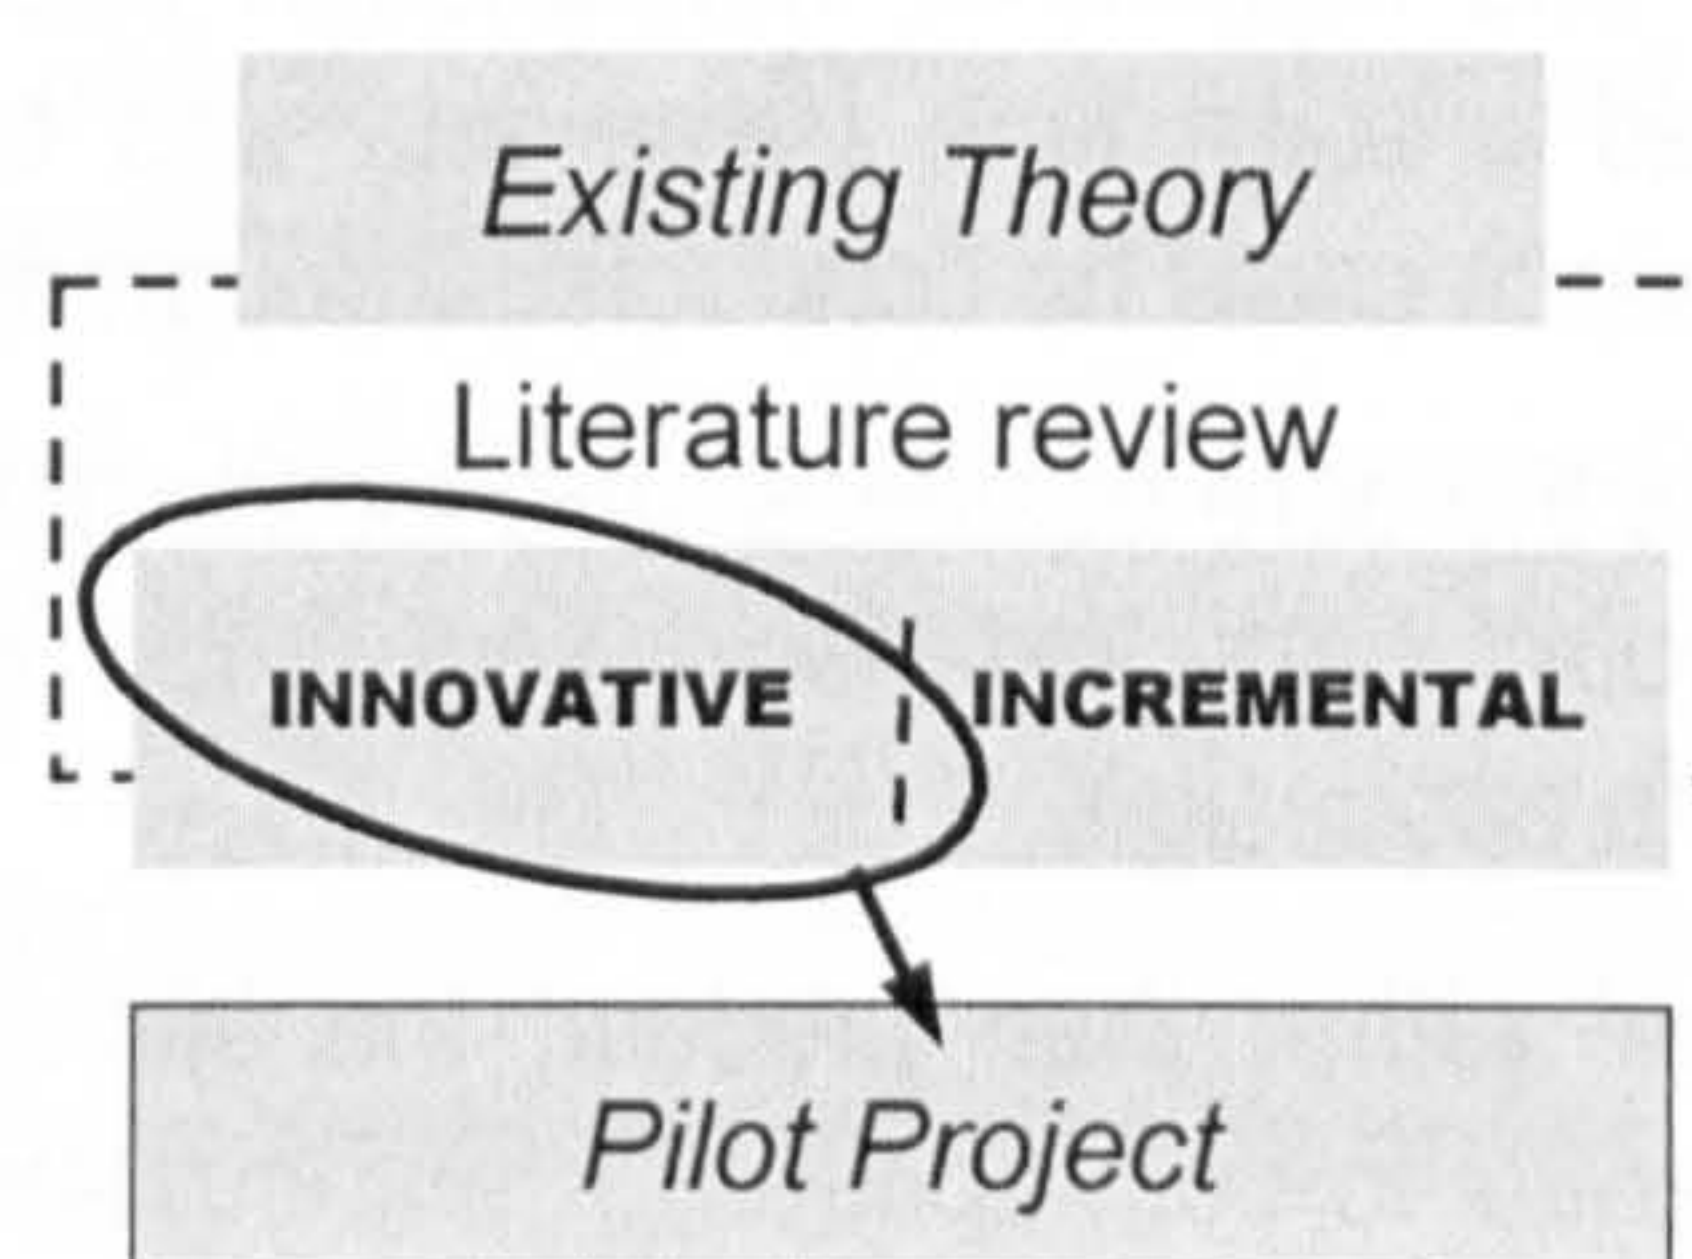 Existing Theory
Literature review
INNOVATIVE INCREMENTAL
Pilot Project